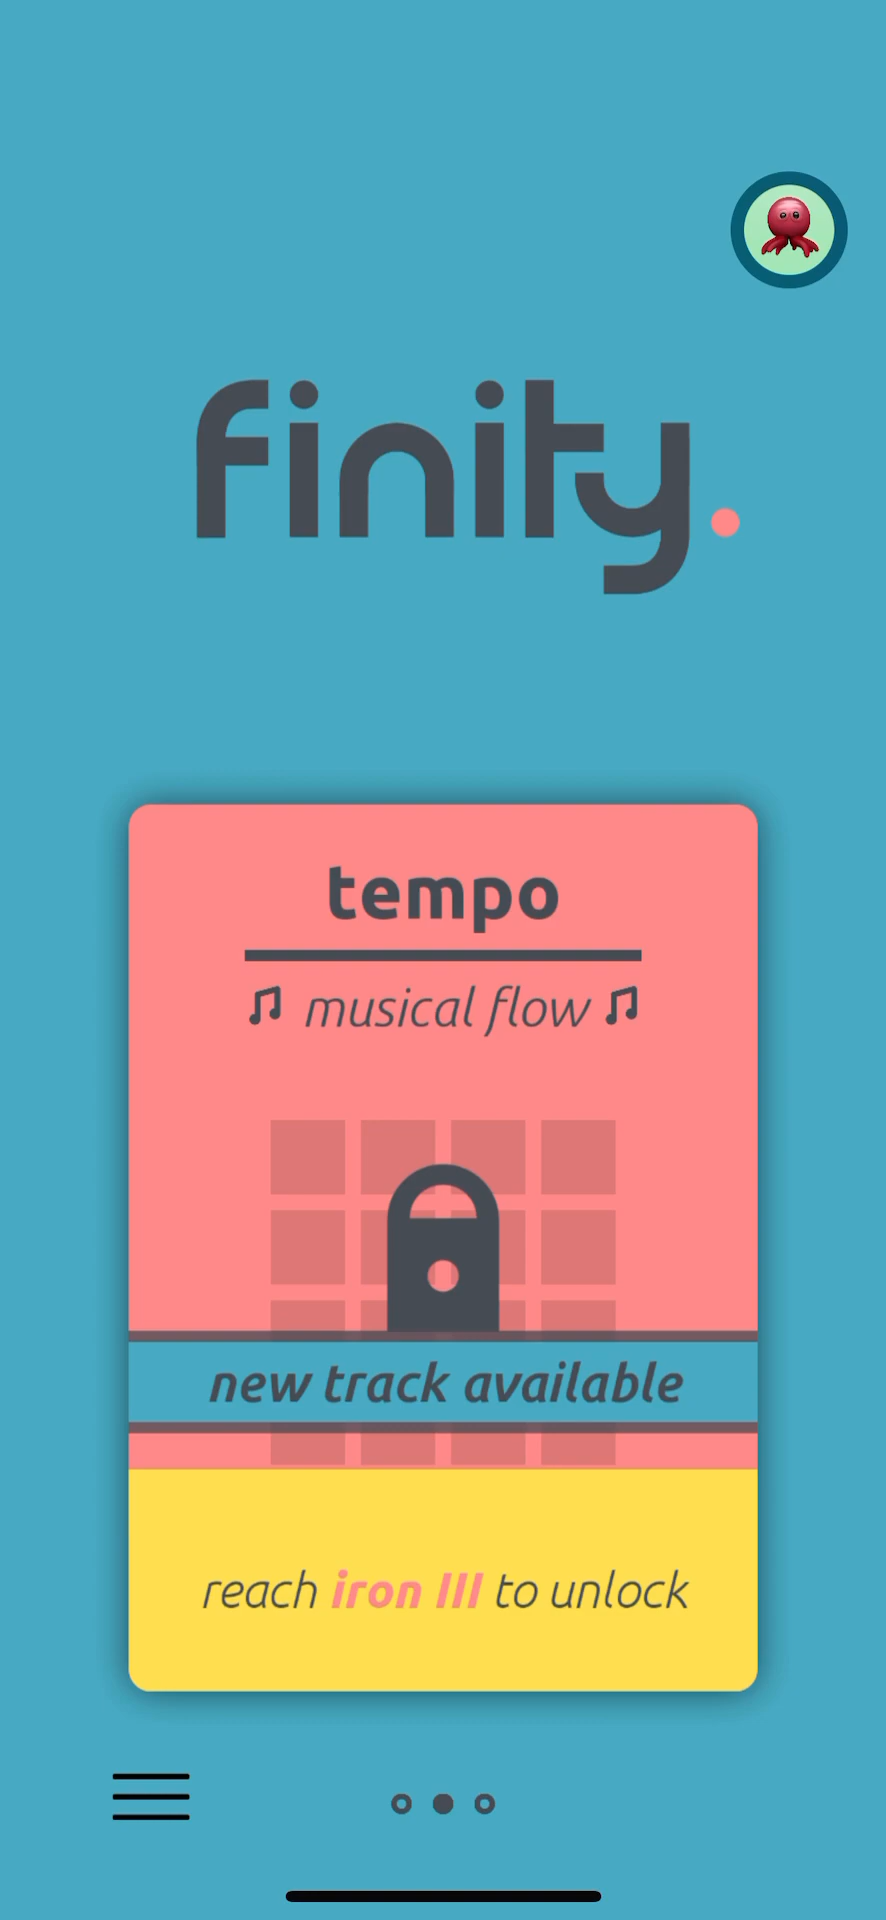 finity.
tempo
musical flow
new track available
reach iron III to unlock